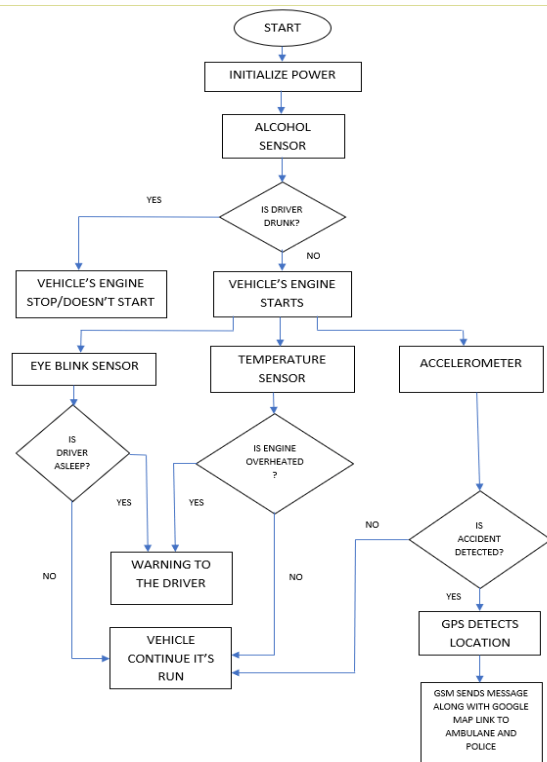 START
INITIALIZE POWER
ALCOHOL
SENSOR
YES
IS DRIVER
DRUNK?
NO
VEHICLE'S ENGINE
STOP/DOESN'T START
VEHICLE'S ENGINE
STARTS
EYE BLINK SENSOR
TEMPERATURE
SENSOR
ACCELEROMETER
IS
DRIVER
ASLEEP?
IS ENGINE
OVERHEATED
?
YES
YES
NO
IS
ACCIDENT
DETECTED?
NO
WARNING TO
THE DRIVER
NO
YES
VEHICLE
CONTINUE IT'S
RUN
GPS DETECTS
LOCATION
GSM SENDS MESSAGE
ALONG WITH GOOGLE
MAP LINK TO
AMBULANE AND
POLICE